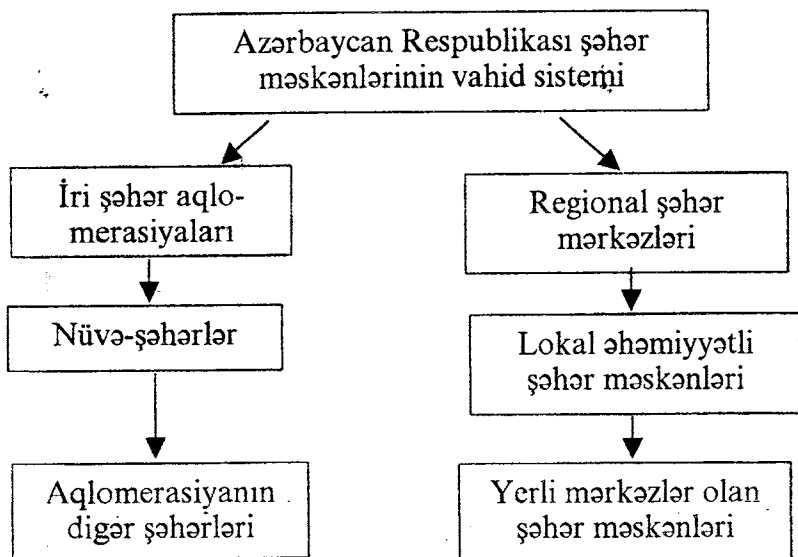 Azərbaycan Respublikası şəhər
məskənlərinin vahid sistemi
İri şəhər aqlo-
merasiyaları
Regional şəhər
mərkəzləri
Nüvə-şəhərlər
Lokal əhəmiyyətli
şəhər məskənləri
Aqlomerasiyanın
digər şəhərləri
Yerli mərkəzlər olan
şəhər məskənləri